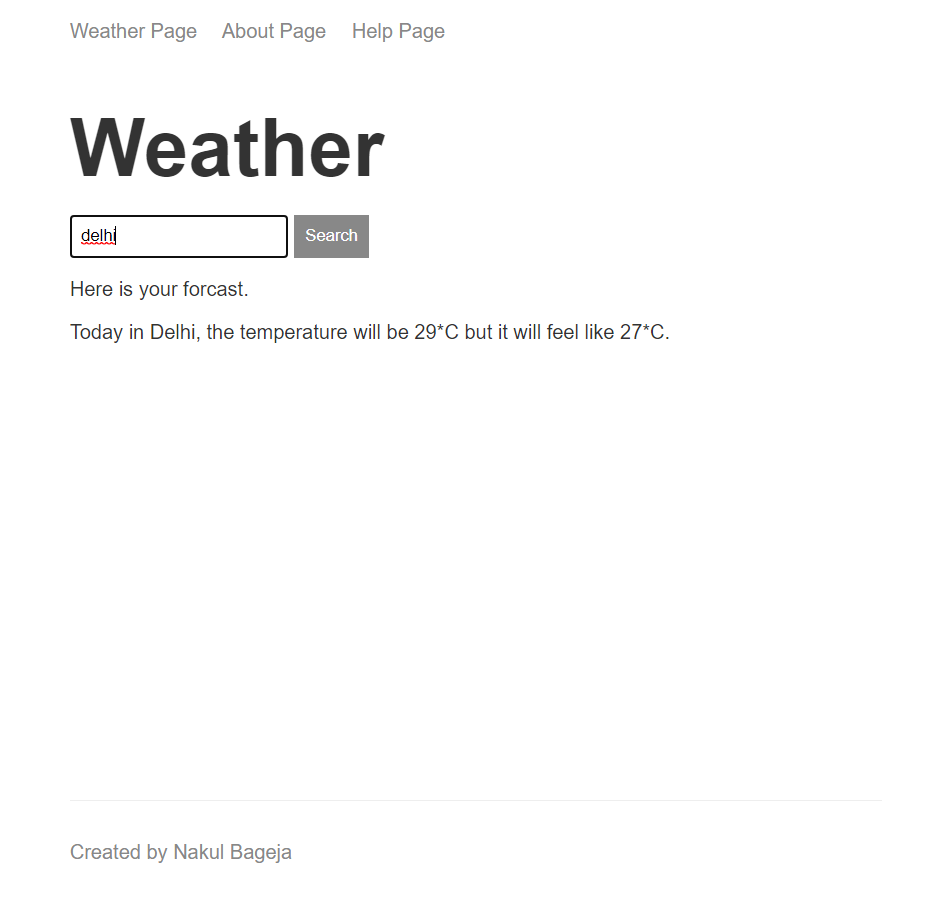 Weather Page About Page Help Page
Weather
delhi Search
Here is your forcast.
Today in Delhi, the temperature will be 29*C but it will feel like 27*C.
Created by Nakul Bageja